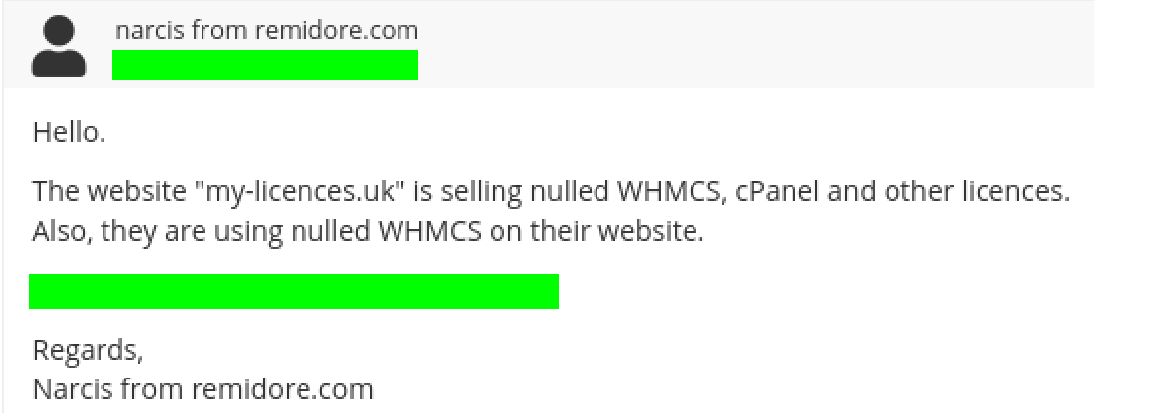 narcis from remidore.com
Hello.
The website "my-licences.uk" is selling nulled WHMCS, cPanel and other licences.
Also, they are using nulled WHMCS on their website.
Regards,
Narcis from remidore.com